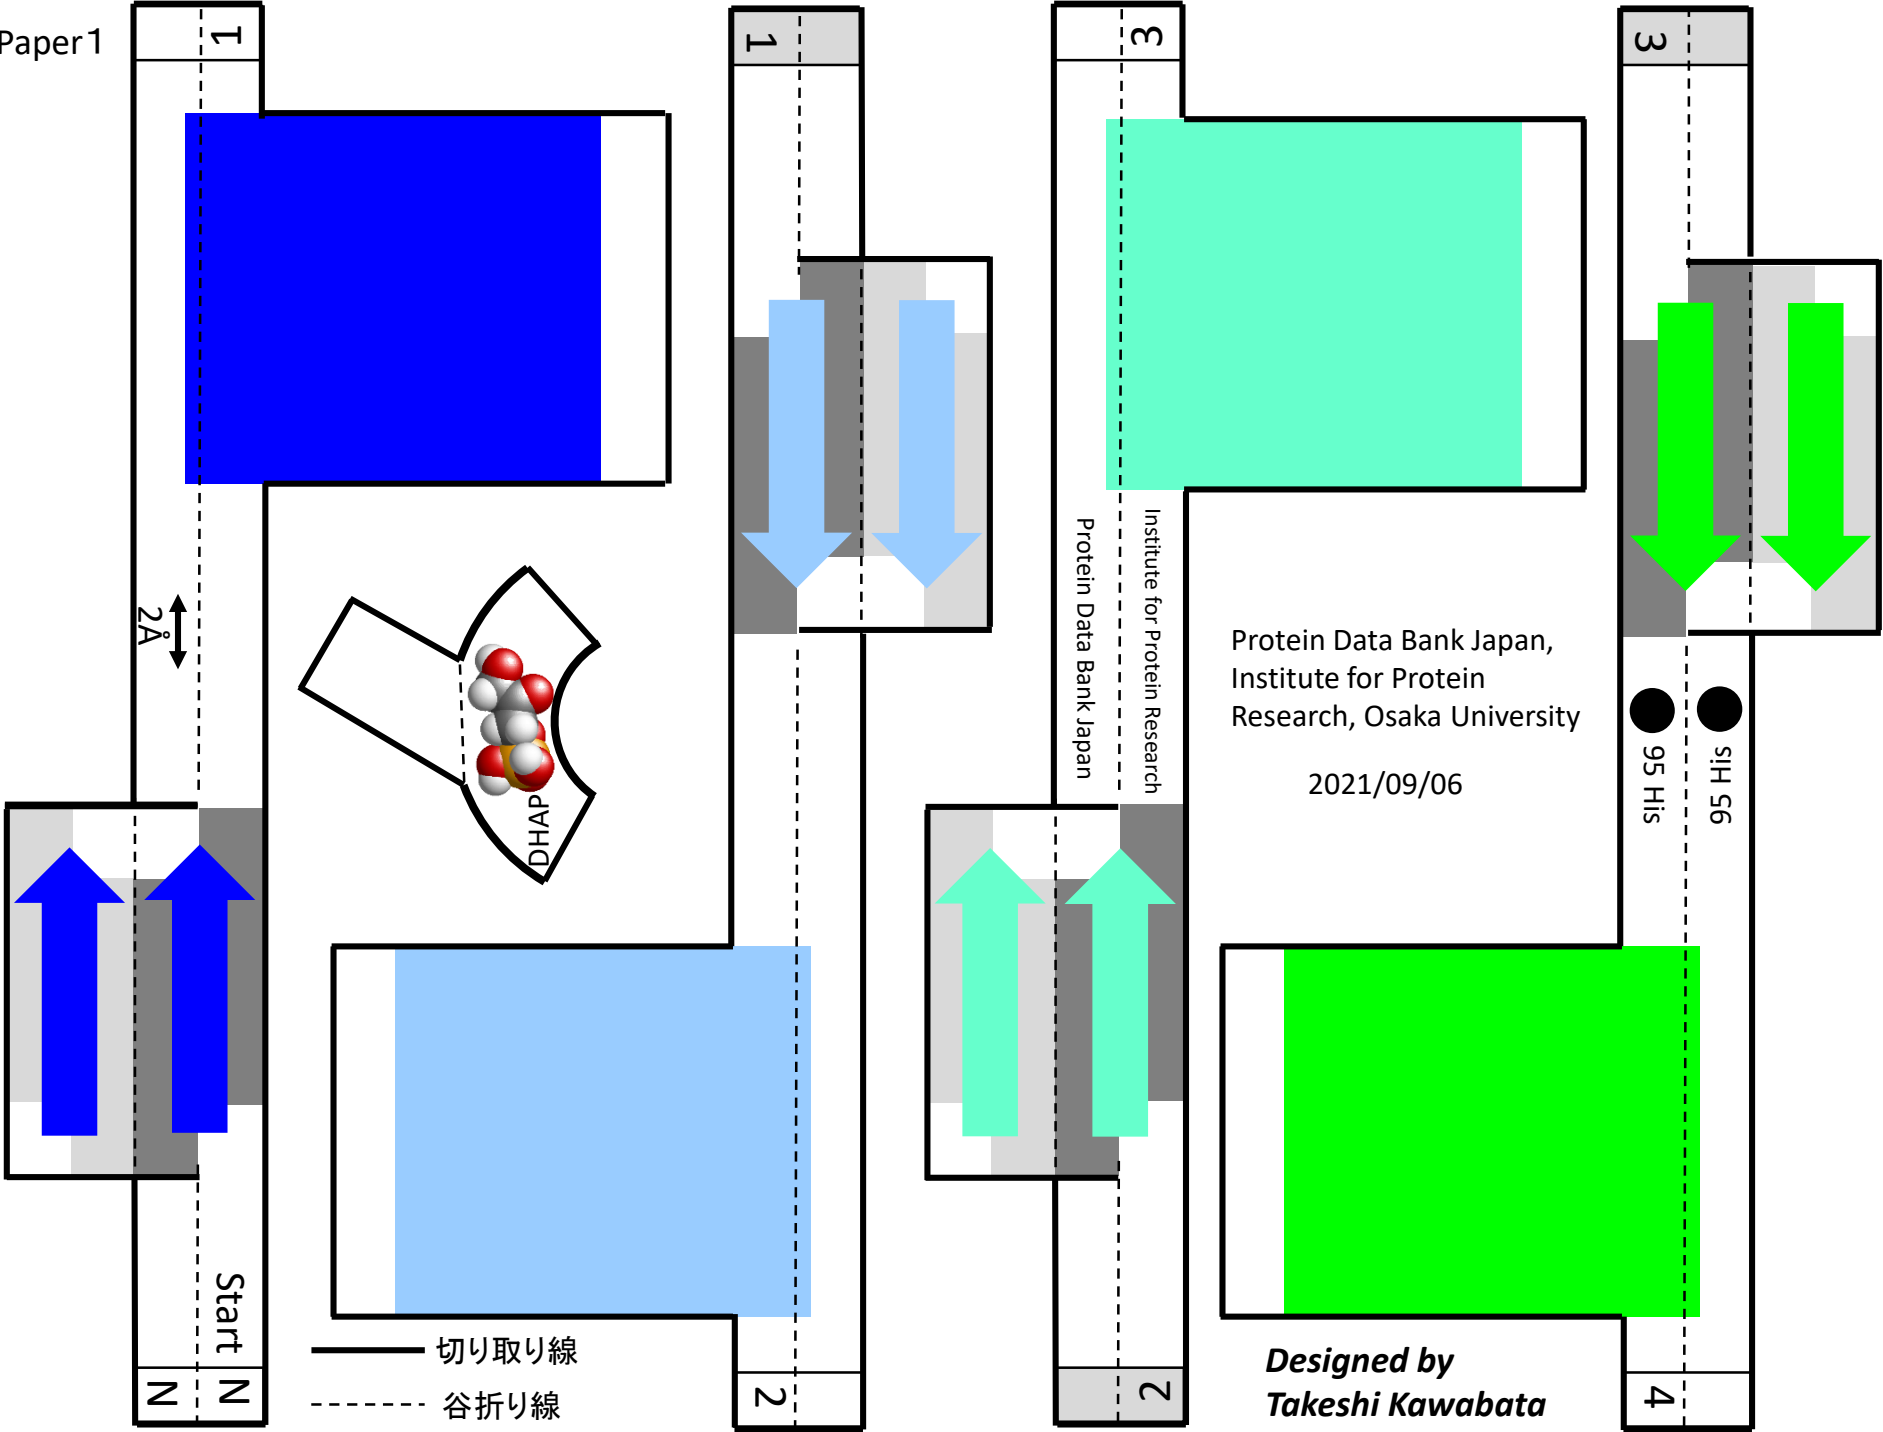 Paper1
1
1
3
3
2Å
DHAP
Protein Data Bank Japan
Institute for Protein Research
Protein Data Bank Japan,
Institute for Protein
Research, Osaka University
2021/09/06
95 His
95 His
Start
N
N
切り取り線
谷折り線
2
2
Designed by
Takeshi Kawabata
4